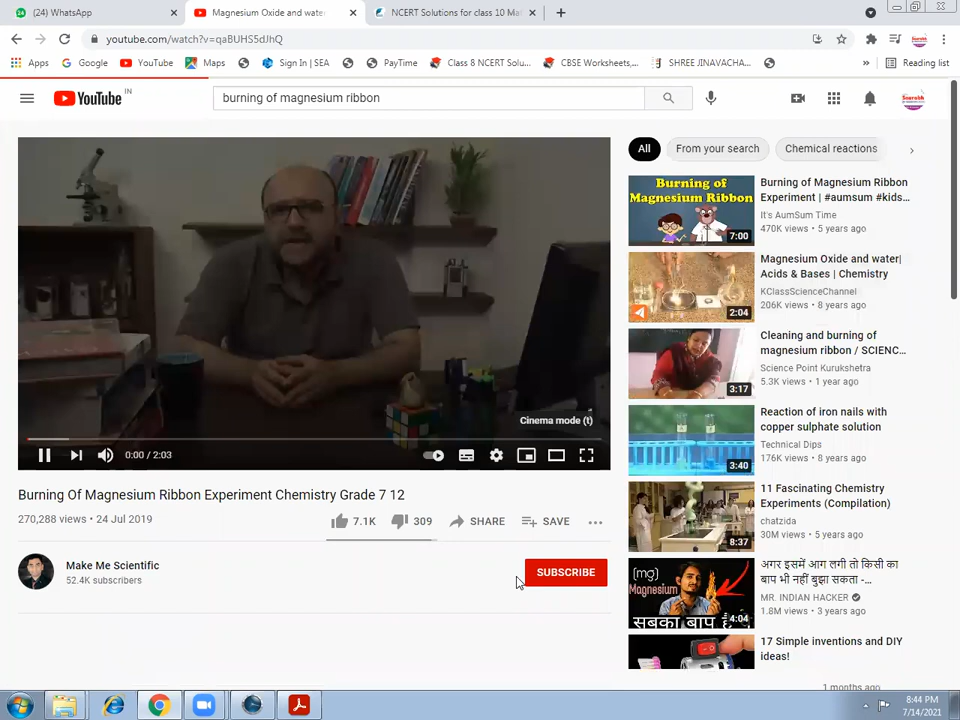 (24) WhatsApp
Magnesium Oxide and wate
NCERT Solutions for class 10 Ma
youtube.com/watch?v=qaBUHS5dJhQ
Apps
Google
YouTube
Maps
Sign In | SEA
PayTime
Class 8 NCERT Solu...
CBSE Worksheets,...
SHREE JINAVACHA...
»
Reading list
YouTube IN
burning of magnesium ribbon
All
From your search
Chemical reactions
Cinema mode (t)
0:00 / 2:03
Burning Of Magnesium Ribbon Experiment Chemistry Grade 7 12
270,288 views • 24 Jul 2019
7.1K
309
SHARE
SAVE
Make Me Scientific
52.4K subscribers
SUBSCRIBE
Burning of
Magnesium Ribbon
7:00
Burning of Magnesium Ribbon
Experiment | #aumsum #kids...
It's AumSum Time
470K views • 5 years ago
2:04
Magnesium Oxide and water|
Acids & Bases | Chemistry
KClassScienceChannel
206K views • 8 years ago
3:17
Cleaning and burning of
magnesium ribbon / SCIENC...
Science Point Kurukshetra
5.3K views • 1 year ago
3:40
Reaction of iron nails with
copper sulphate solution
Technical Dips
176K views • 8 years ago
8:37
11 Fascinating Chemistry
Experiments (Compilation)
chatzida
30M views • 5 years ago
(mg)
Magnesium
सबका बाप है
4:04
अगर इसमें आग लगी तो किसी का
बाप भी नहीं बुझा सकता -...
MR. INDIAN HACKER
1.8M views • 3 years ago
17 Simple inventions and DIY
ideas!
1 months ago
8:44 PM
7/14/2021